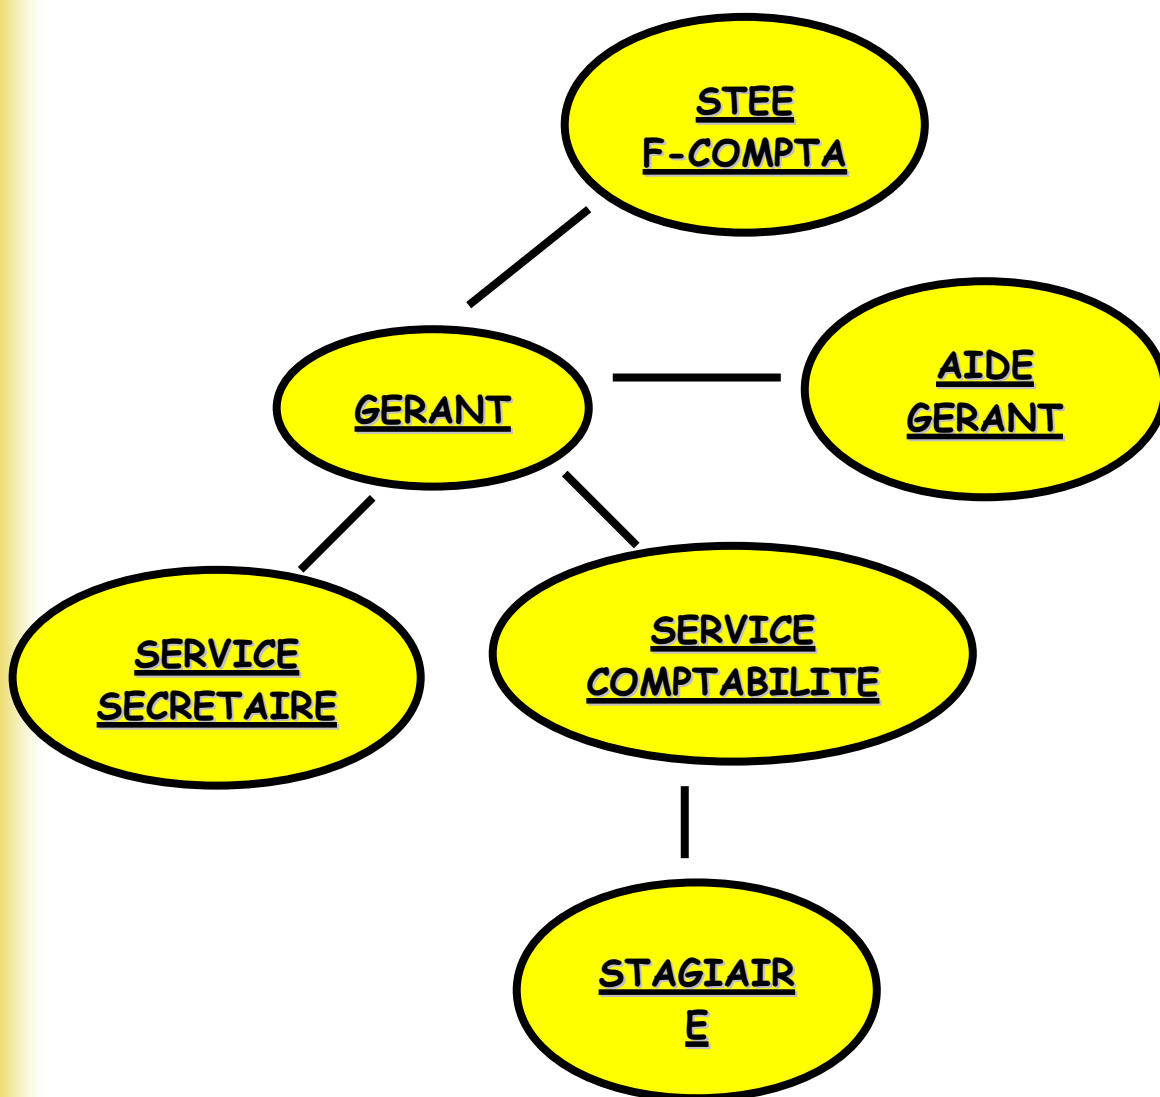 STEE
F-COMPTA
AIDE
GERANT
GERANT
SERVICE
COMPTABILITE
SERVICE
SECRETAIRE
STAGIAIR
E